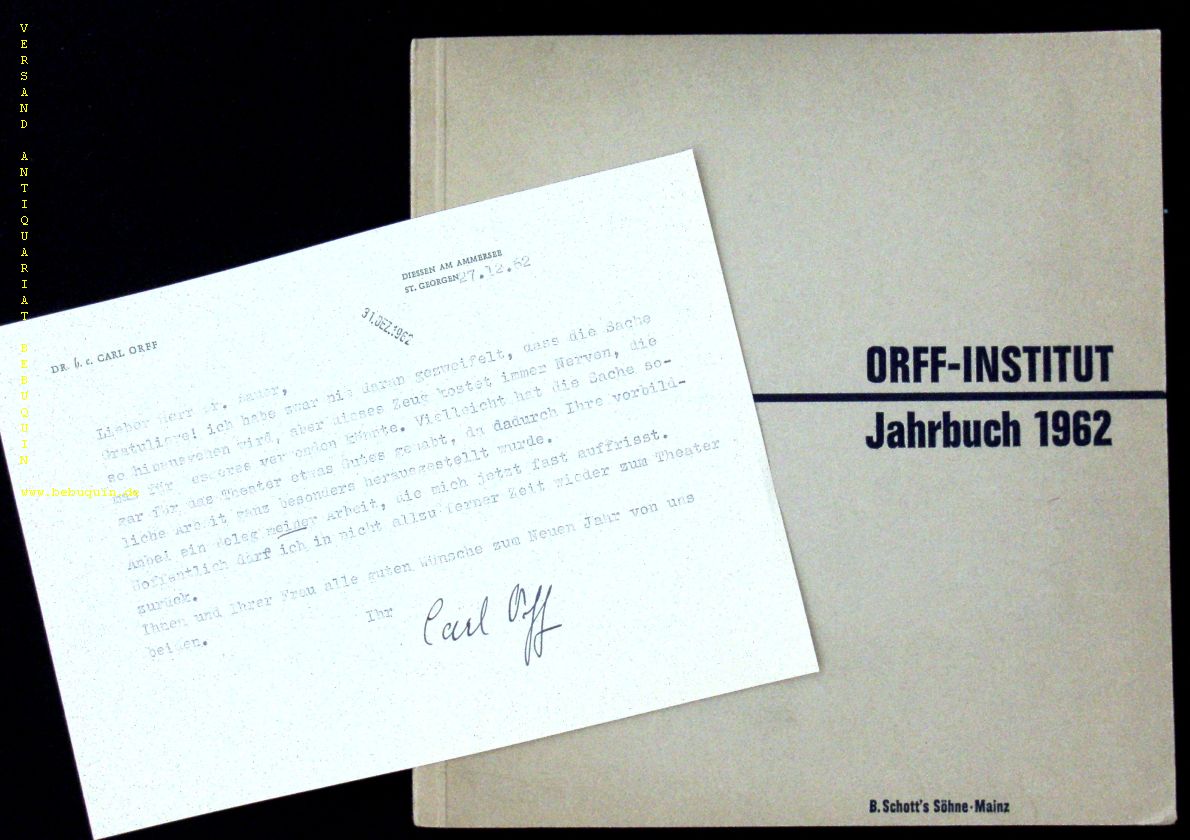 VERSAND ANTIQUARIAT BEBUQUIN
www.bebuquin.de
ORFF-INSTITUT
Jahrbuch 1962
B. Schott's Söhne · Mainz
DR. h. c. CARL ORFF
DIESSEN AM AMMERSEE
ST. GEORGEN 27.12.62
31. DEZ. 1962
Lieber Herr Dr.
Gratuliere! ich habe zwar nie daran gezweifelt, dass die Sache
so hinausgehen wird, aber dieses Zeug kostet immer Nerven, die
man für besseres verwenden könnte. Vielleicht hat die Sache so-
gar für das Theater etwas Gutes gehabt, da dadurch Ihre vorbild-
liche Arbeit ganz besonders herausgestellt wurde.
Anbei ein Beleg meiner Arbeit, die mich jetzt fast auffrisst.
Hoffentlich darf ich in nicht allzu ferner Zeit wieder zum Theater
zurück.
Ihnen und Ihrer Frau alle guten Wünsche zum Neuen Jahr von uns
beiden.
Ihr
Carl Orff